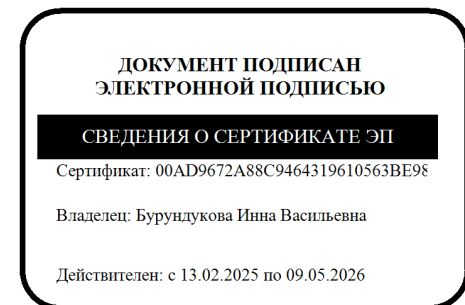 ДОКУМЕНТ ПОДПИСАН
ЭЛЕКТРОННОЙ ПОДПИСЬЮ
СВЕДЕНИЯ О СЕРТИФИКАТЕ ЭП
Сертификат: 00AD9672A88C9464319610563BE98
Владелец: Бурундукова Инна Васильевна
Действителен: с 13.02.2025 по 09.05.2026